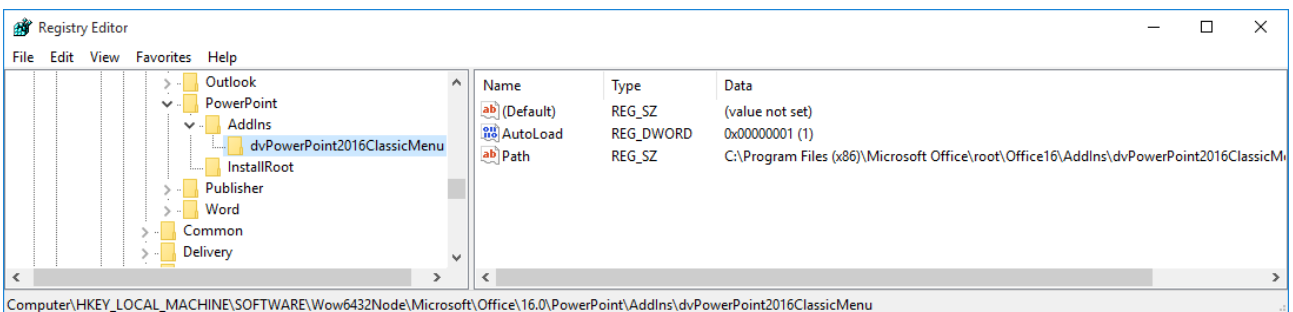 Registry Editor
File Edit View Favorites Help
Outlook
PowerPoint
AddIns
dvPowerPoint2016ClassicMenu
InstallRoot
Publisher
Word
Common
Delivery
Name Type Data
(Default) REG_SZ (value not set)
AutoLoad REG_DWORD 0x00000001 (1)
Path REG_SZ C:\Program Files (x86)\Microsoft Office\root\Office16\AddIns\dvPowerPoint2016ClassicM
Computer\HKEY_LOCAL_MACHINE\SOFTWARE\Wow6432Node\Microsoft\Office\16.0\PowerPoint\AddIns\dvPowerPoint2016ClassicMenu